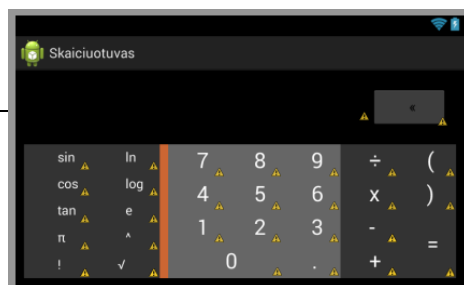 Skaiciuotuvas
«
sin ln 7 8 9 ÷ (
cos log 4 5 6 x )
tan e 1 2 3 -
π ^ =
! √ 0 . +